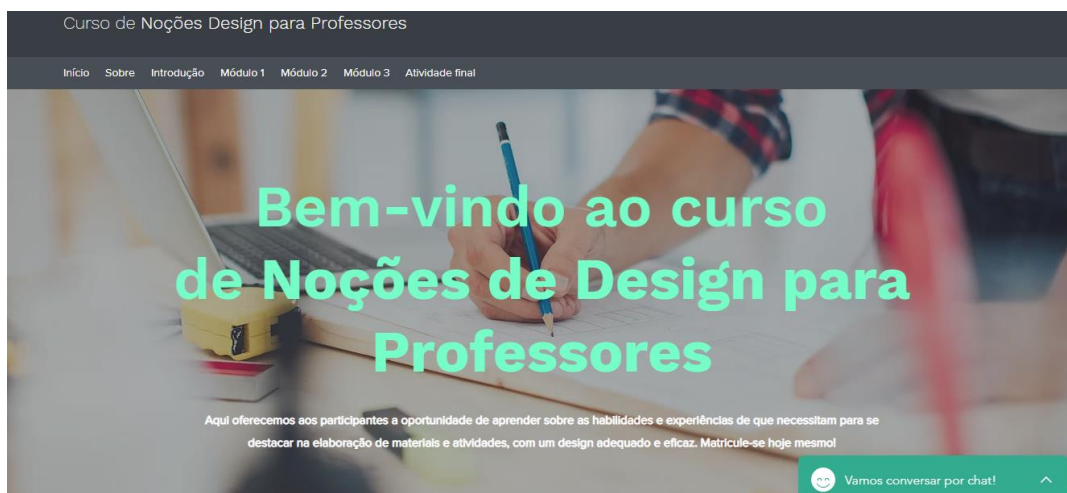 Curso de Noções Design para Professores
Início Sobre Introdução Módulo 1 Módulo 2 Módulo 3 Atividade final
Bem-vindo ao curso
de Noções de Design para
Professores
Aqui oferecemos aos participantes a oportunidade de aprender sobre as habilidades e experiências de que necessitam para se
destacar na elaboração de materiais e atividades, com um design adequado e eficaz. Matricule-se hoje mesmo!
Vamos conversar por chat!